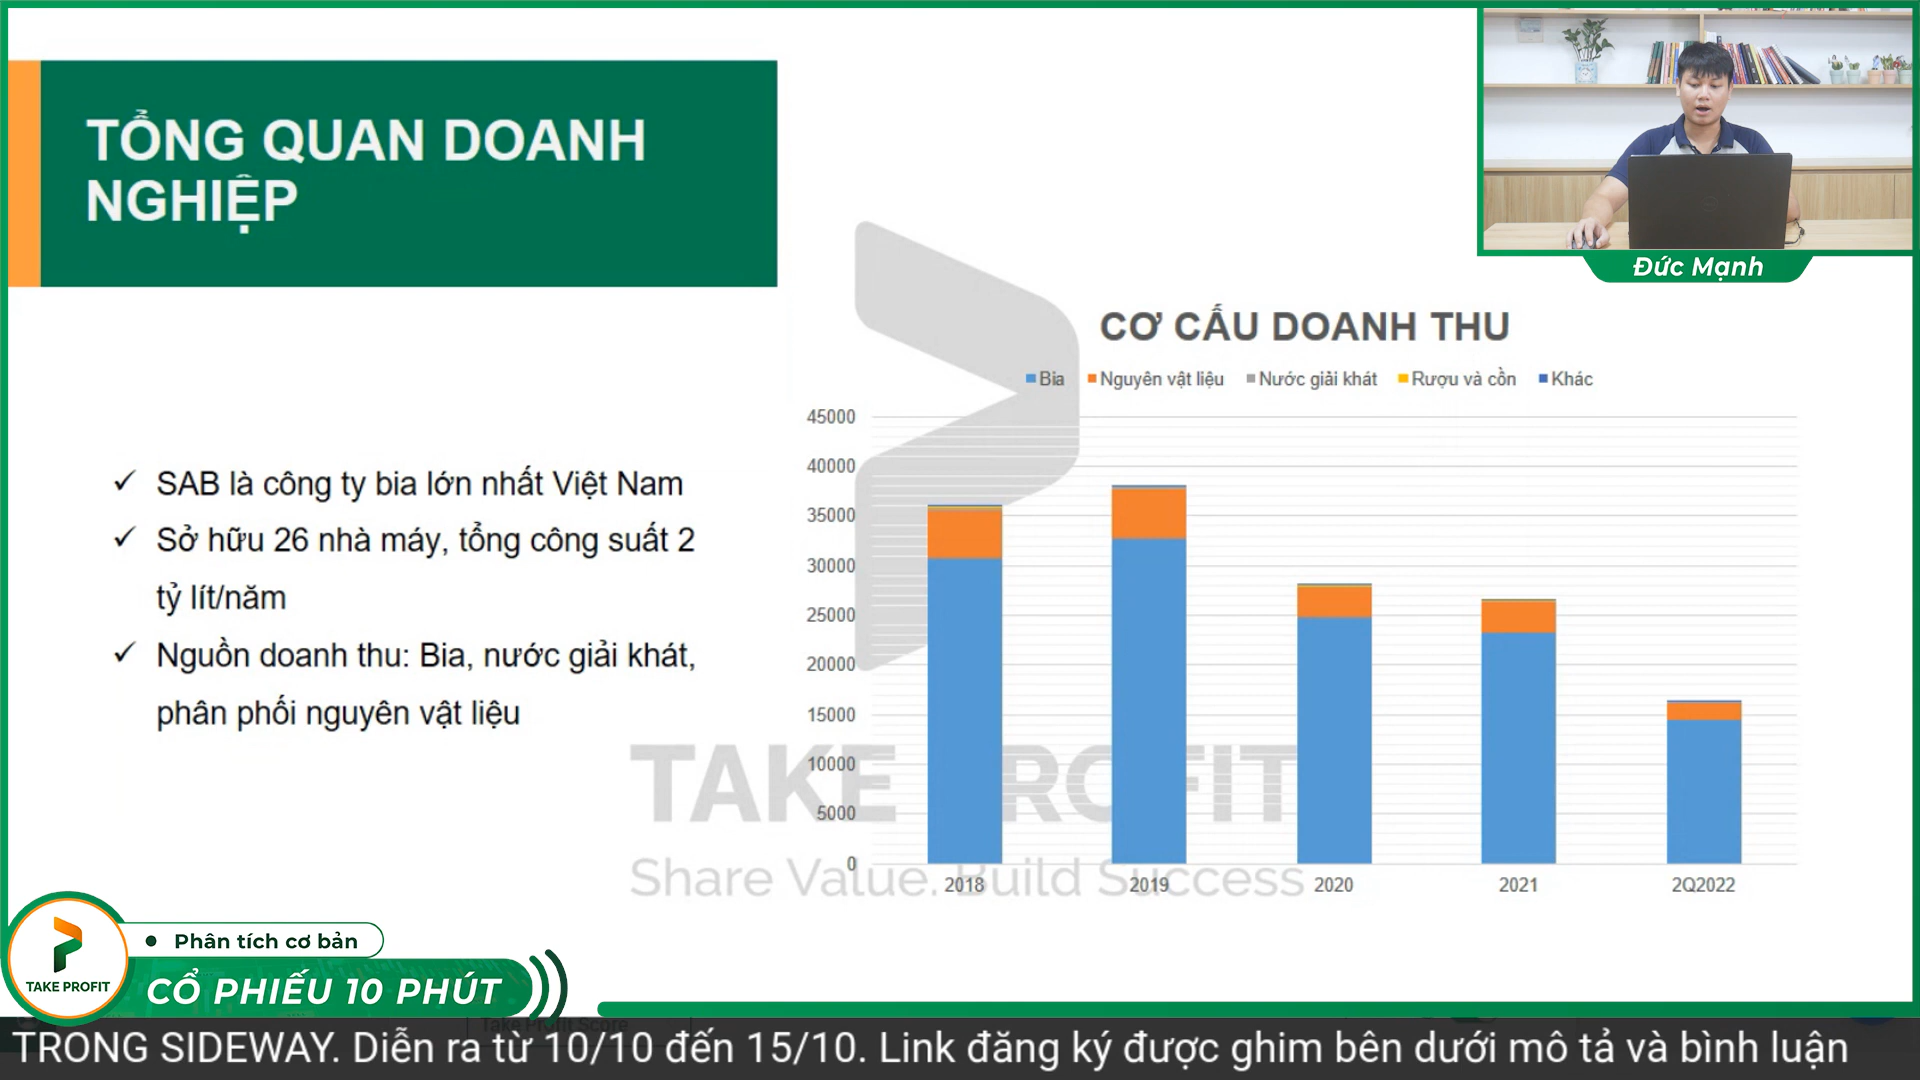 TỔNG QUAN DOANH
NGHIỆP
Đức Mạnh
✓ SAB là công ty bia lớn nhất Việt Nam
✓ Sở hữu 26 nhà máy, tổng công suất 2
tỷ lít/năm
✓ Nguồn doanh thu: Bia, nước giải khát,
phân phối nguyên vật liệu
CƠ CẤU DOANH THU
Bia Nguyên vật liệu Nước giải khát Rượu và cồn Khác
45000
40000
35000
30000
25000
20000
15000
10000
5000
0
2018 2019 2020 2021 2Q2022
TAKE PROFIT
Share Value. Build Success
• Phân tích cơ bản
TAKE PROFIT
CỔ PHIẾU 10 PHÚT
Take Profit Score
TRONG SIDEWAY. Diễn ra từ 10/10 đến 15/10. Link đăng ký được ghim bên dưới mô tả và bình luận